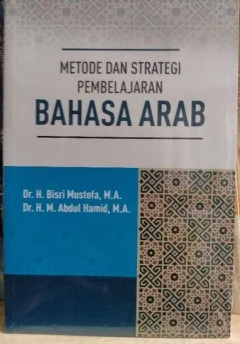 METODE DAN STRATEGI
PEMBELAJARAN
BAHASA ARAB
Dr. H. Bisri Mustofa, M.A.
Dr. H. M. Abdul Hamid, M.A.